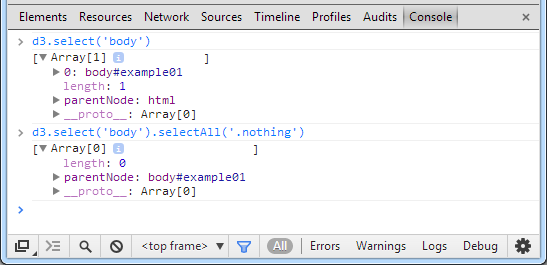 Elements Resources Network Sources Timeline Profiles Audits Console ×
> d3.select('body')
[▼ Array[1] i ]
▶ 0: body#example01
length: 1
▶ parentNode: html
▶ __proto__: Array[0]
> d3.select('body').selectAll('.nothing')
[▼ Array[0] i ]
length: 0
▶ parentNode: body#example01
▶ __proto__: Array[0]
>
<top frame> ▼ All Errors Warnings Logs Debug